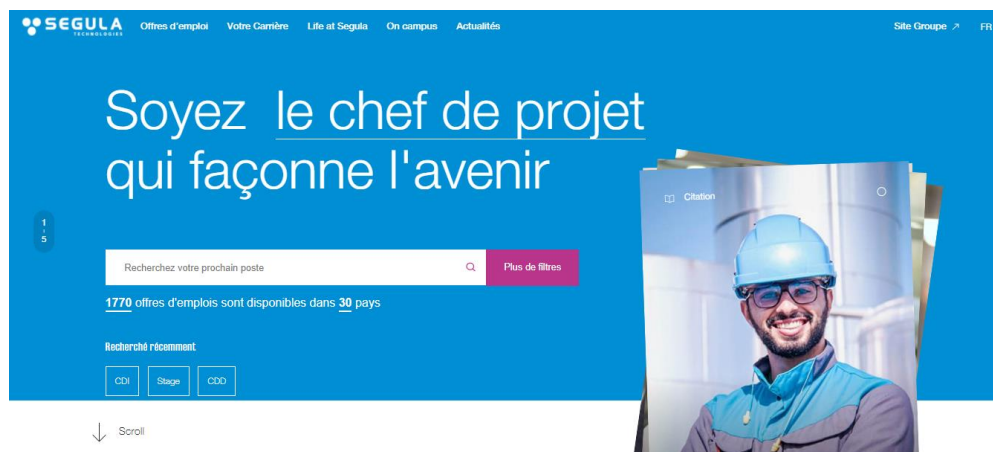 SEGULA
TECHNOLOGIES
Offres d'emploi Votre Carrière Life at Segula On campus Actualités Site Groupe ↗ FR
Soyez le chef de projet
qui façonne l'avenir
Citation
1
5
Recherchez votre prochain poste Plus de filtres
1770 offres d'emplois sont disponibles dans 30 pays
Recherché récemment
CDI Stage CDD
Scroll